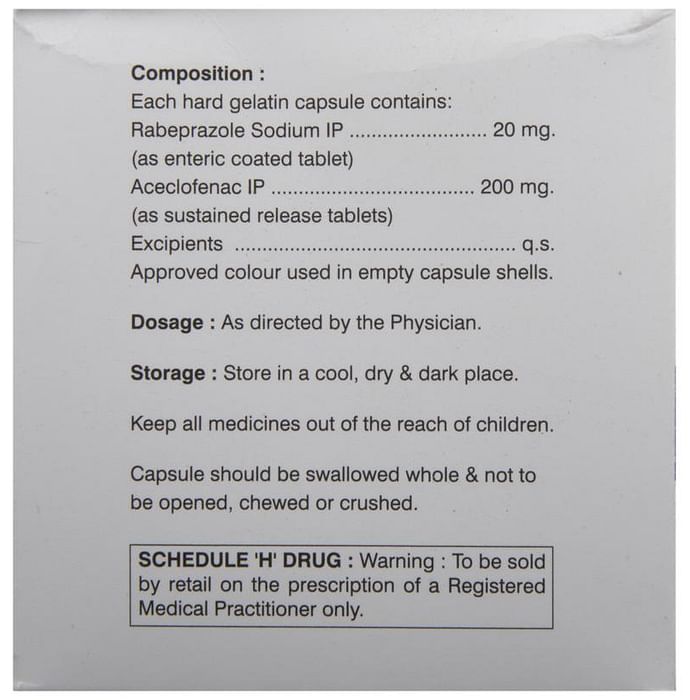 Composition :
Each hard gelatin capsule contains:
Rabeprazole Sodium IP ........................ 20 mg.
(as enteric coated tablet)
Aceclofenac IP ................................... 200 mg.
(as sustained release tablets)
Excipients ................................................ q.s.
Approved colour used in empty capsule shells.
Dosage : As directed by the Physician.
Storage : Store in a cool, dry & dark place.
Keep all medicines out of the reach of children.
Capsule should be swallowed whole & not to
be opened, chewed or crushed.
SCHEDULE 'H' DRUG : Warning : To be sold
by retail on the prescription of a Registered
Medical Practitioner only.